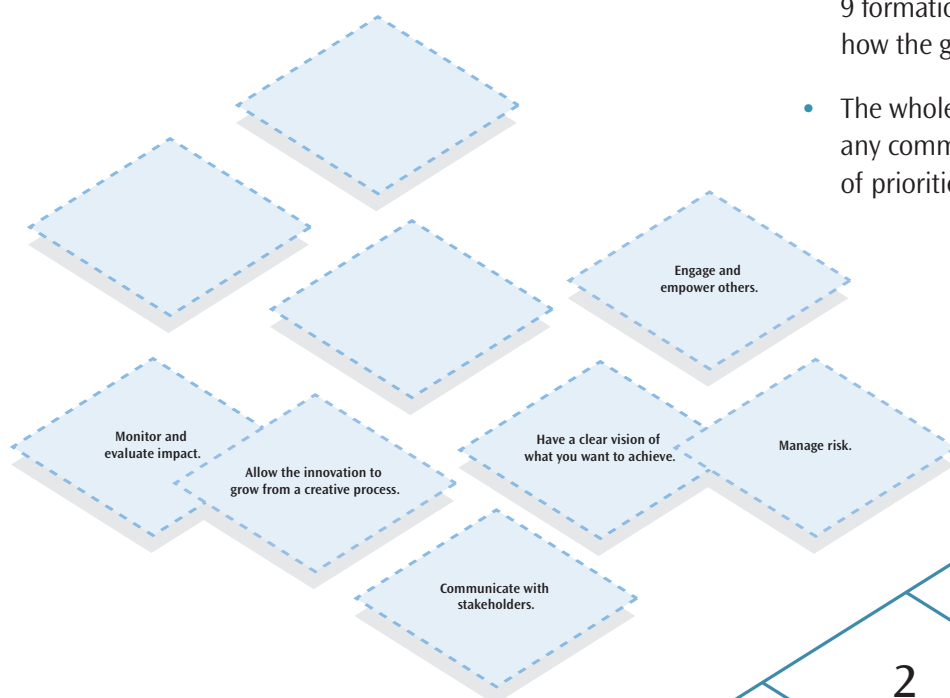 9 formatio
how the g
• The whole
any comm
of prioritie
Engage and
empower others.
Monitor and
evaluate impact.
Allow the innovation to
grow from a creative process.
Have a clear vision of
what you want to achieve.
Manage risk.
Communicate with
stakeholders.
2